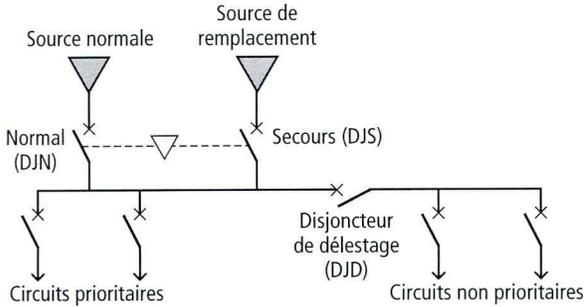 Source normale
Source de
remplacement
Normal
(DJN)
Secours (DJS)
Disjoncteur
de délestage
(DJD)
Circuits prioritaires
Circuits non prioritaires